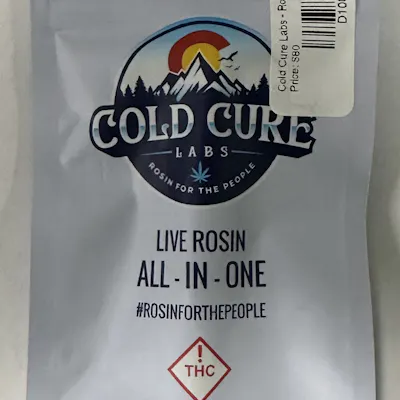 Cold Cure Labs - Ro
Price: $80
COLD CURE
LABS
ROSIN FOR THE PEOPLE
LIVE ROSIN
ALL - IN - ONE
#ROSINFORTHEPEOPLE
!
THC